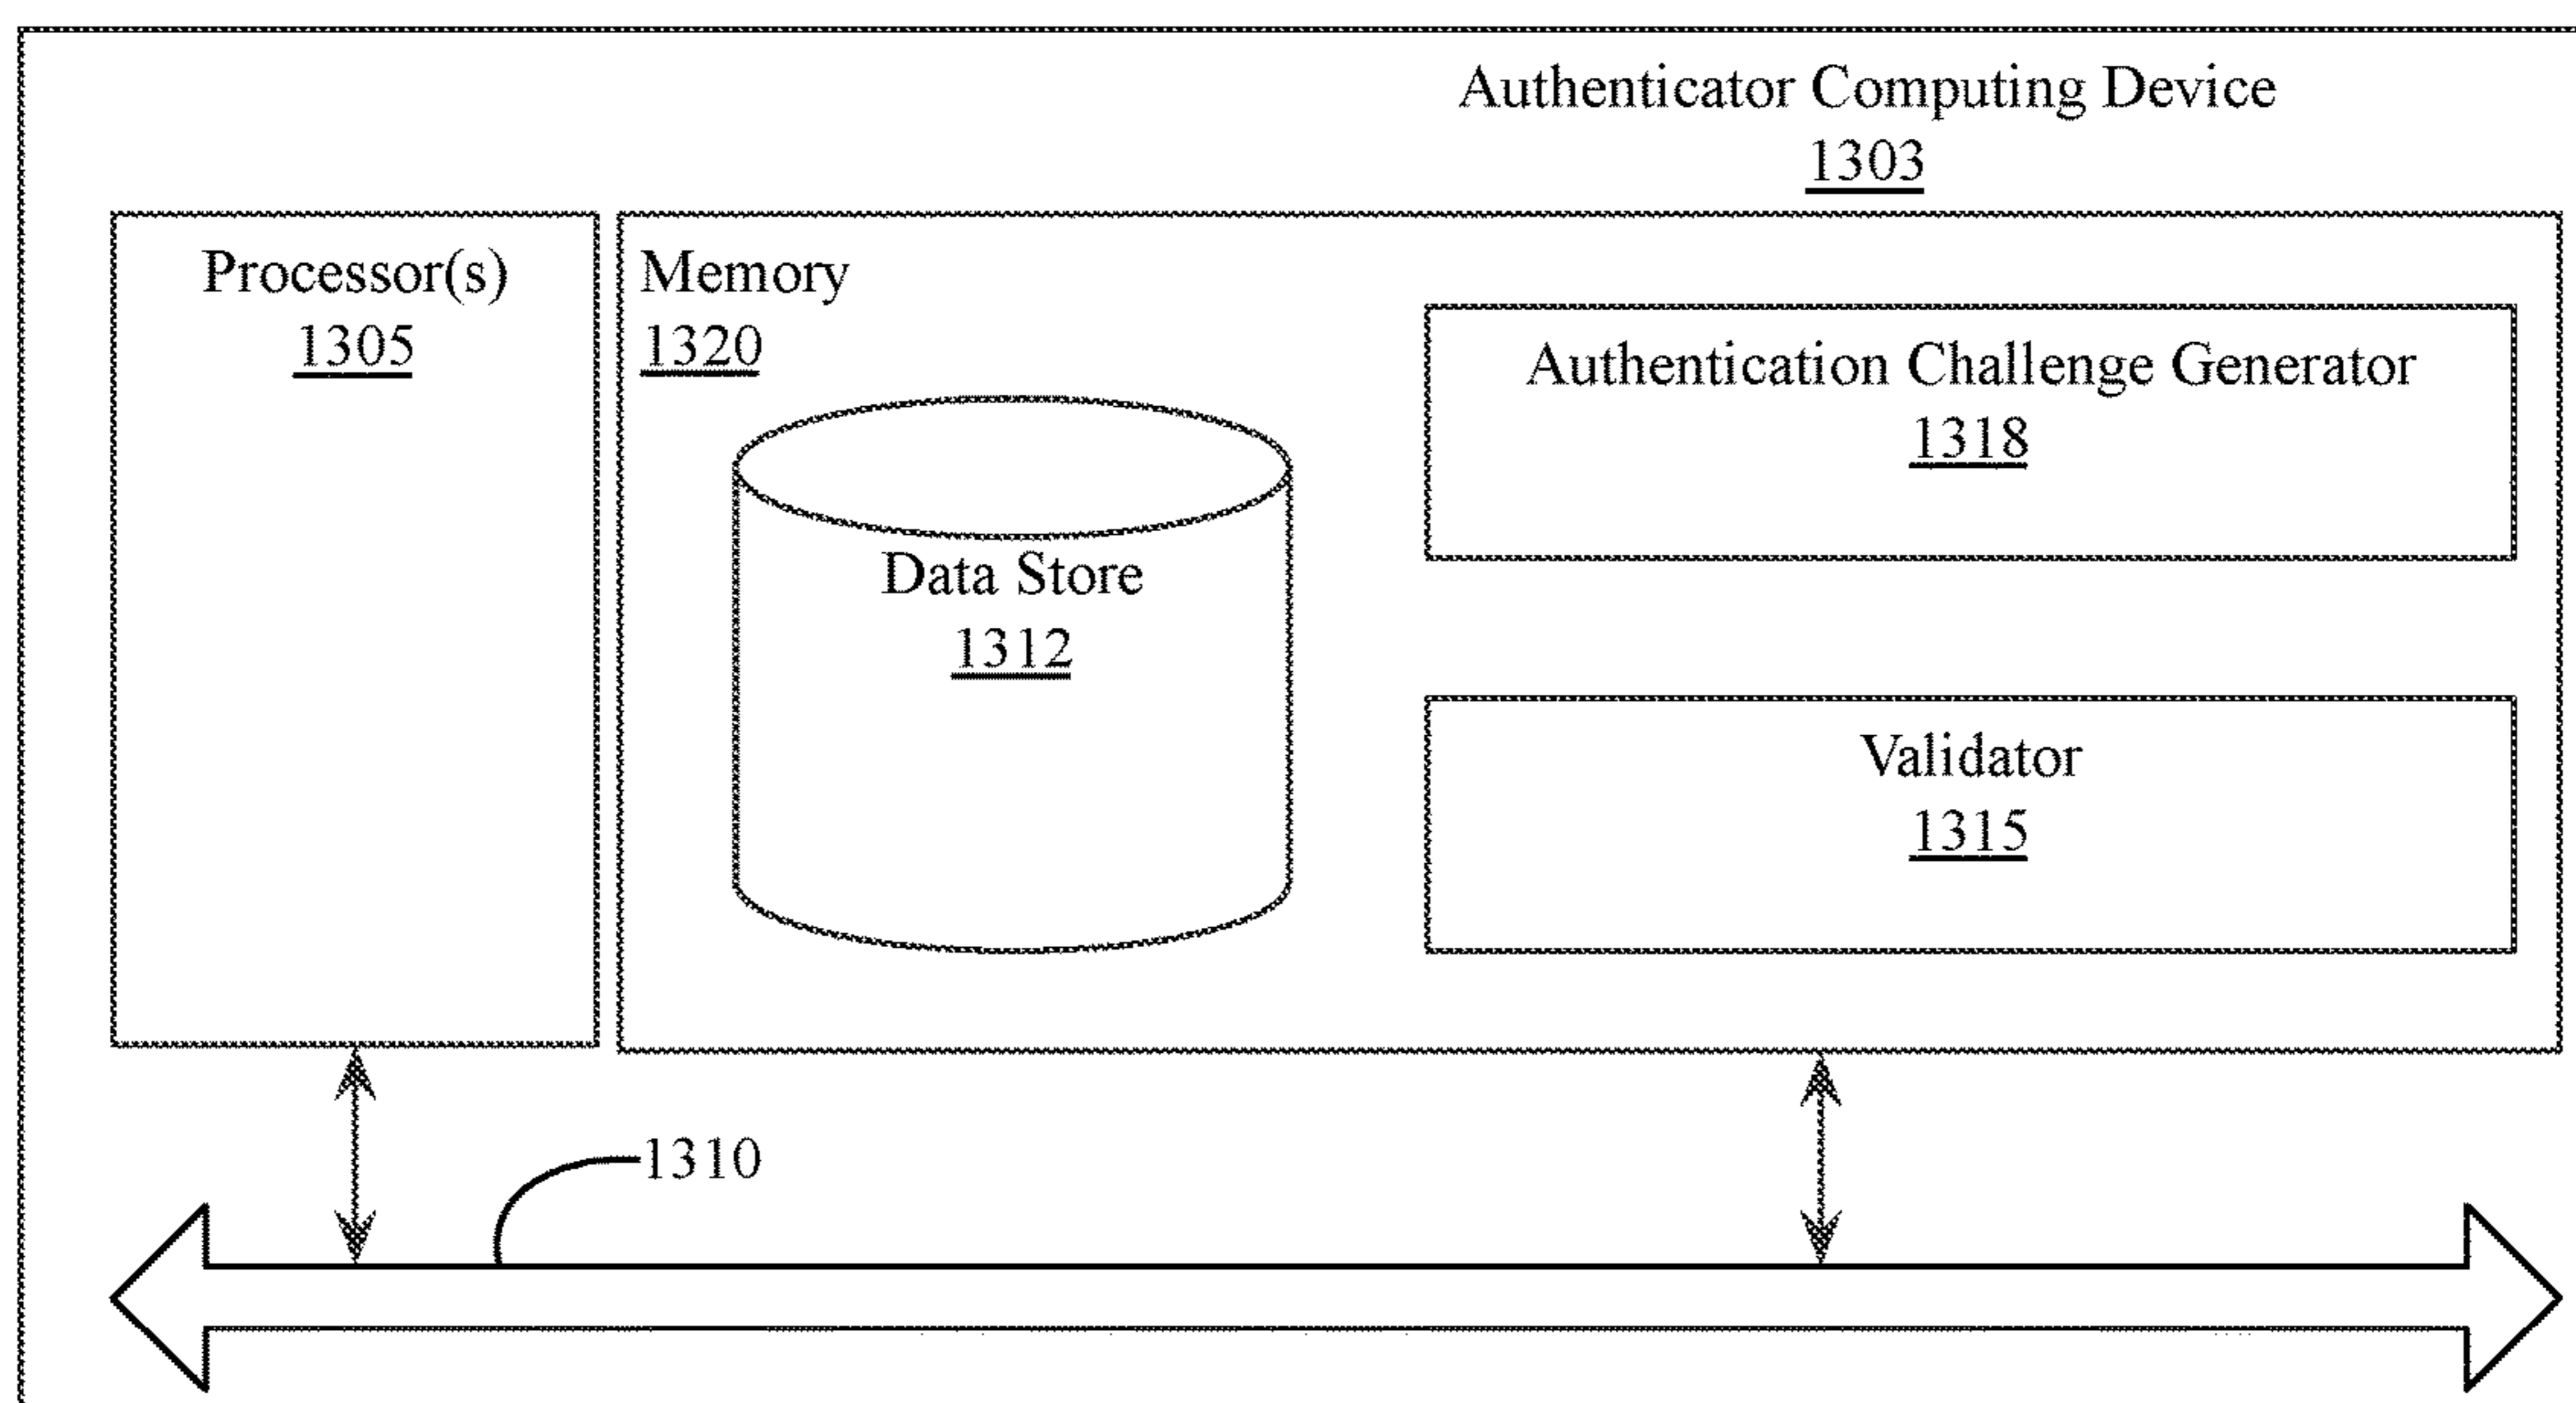 Authenticator Computing Device
1303
Processor(s)
1305
Memory
1320
Data Store
1312
Authentication Challenge Generator
1318
Validator
1315
1310